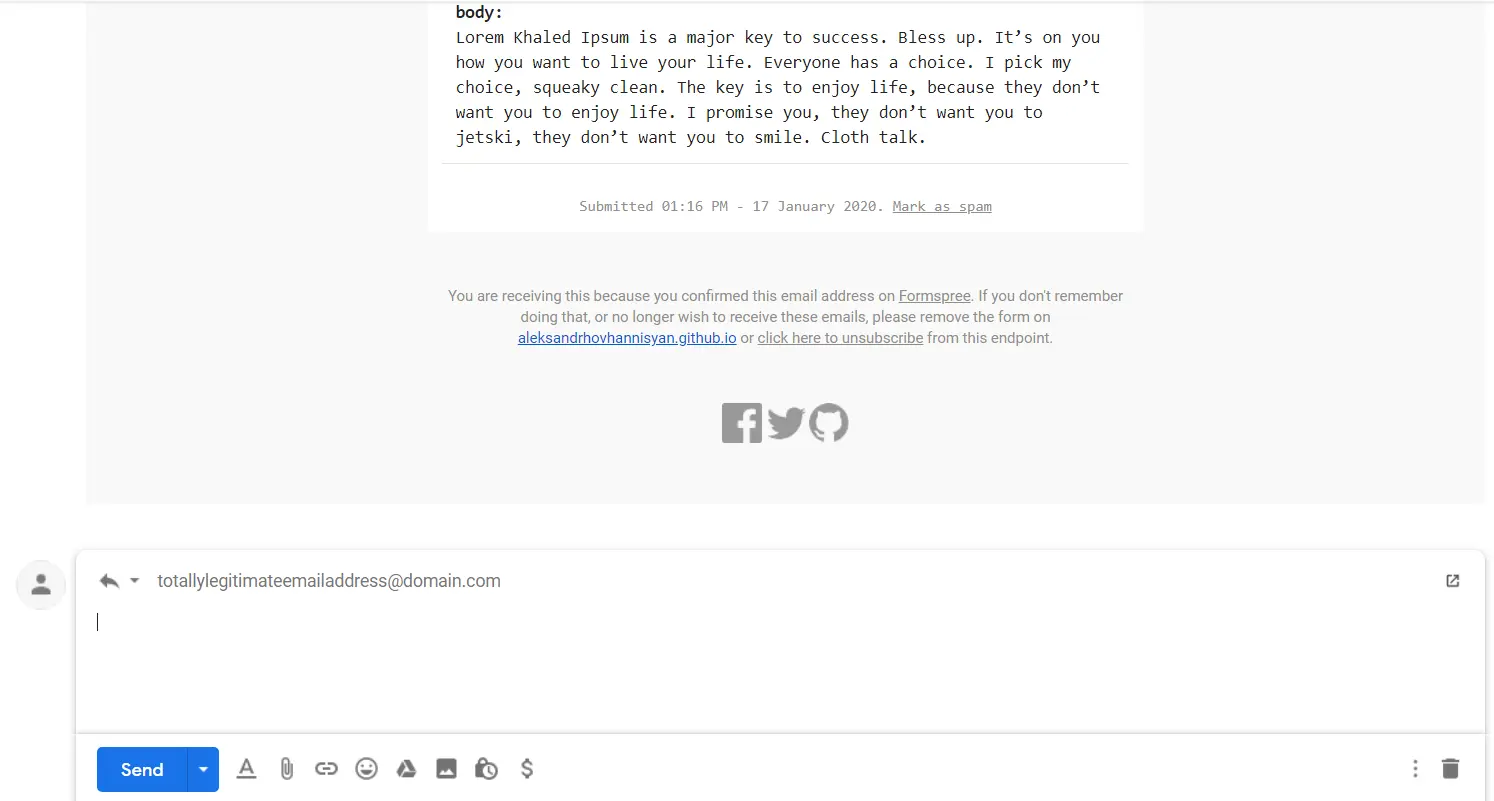 body:
Lorem Khaled Ipsum is a major key to success. Bless up. It’s on you
how you want to live your life. Everyone has a choice. I pick my
choice, squeaky clean. The key is to enjoy life, because they don’t
want you to enjoy life. I promise you, they don’t want you to
jetski, they don’t want you to smile. Cloth talk.
Submitted 01:16 PM - 17 January 2020. Mark as spam
You are receiving this because you confirmed this email address on Formspree. If you don't remember
doing that, or no longer wish to receive these emails, please remove the form on
aleksandrhovhannisyan.github.io or click here to unsubscribe from this endpoint.
totallylegitimateemailaddress@domain.com
Send